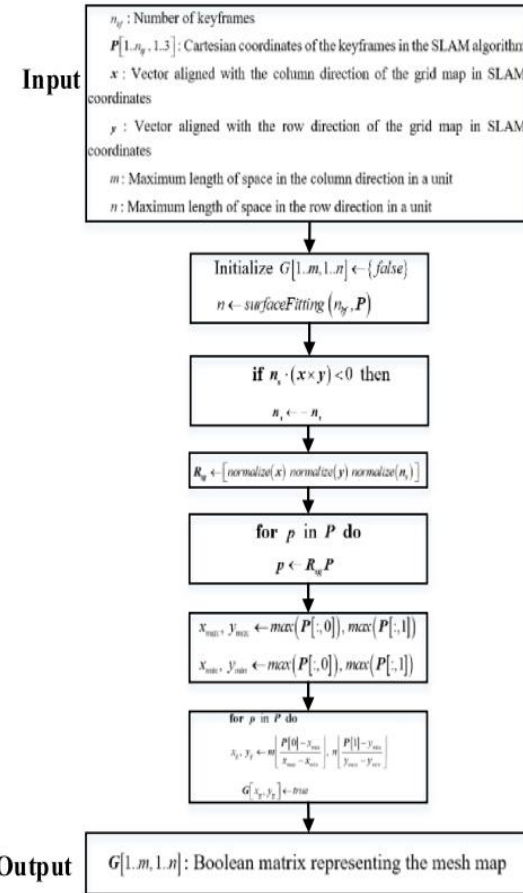 n_kf : Number of keyframes
P[1..n_kf, 1..3] : Cartesian coordinates of the keyframes in the SLAM algorithm
Input
x : Vector aligned with the column direction of the grid map in SLAM
coordinates
y : Vector aligned with the row direction of the grid map in SLAM
coordinates
m : Maximum length of space in the column direction in a unit
n : Maximum length of space in the row direction in a unit
Initialize G[1..m,1..n] ← {false}
n ← surfaceFitting(n_kf, P)
if n_s · (x×y) <0 then
n_s ← − n_s
← [normalize(x) normalize(y) normalize(n_s)]
for p in P do
p ← P
x_max, y_max ← max(P[:,0]), max(P[:,1])
x_min, y_min ← max(P[:,0]), max(P[:,1])
for p in P do
← true
Output
G[1..m,1..n] : Boolean matrix representing the mesh map